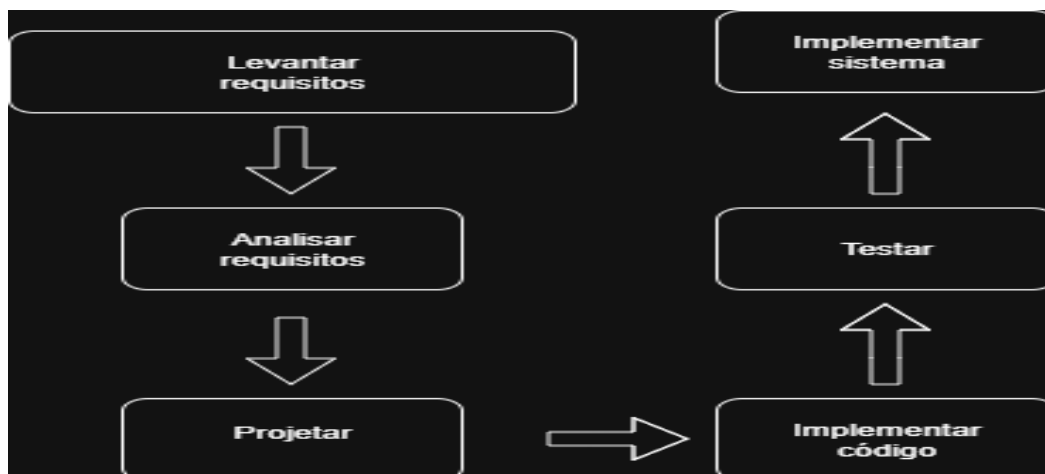 Levantar
requisitos
Analisar
requisitos
Projetar
Implementar
código
Testar
Implementar
sistema